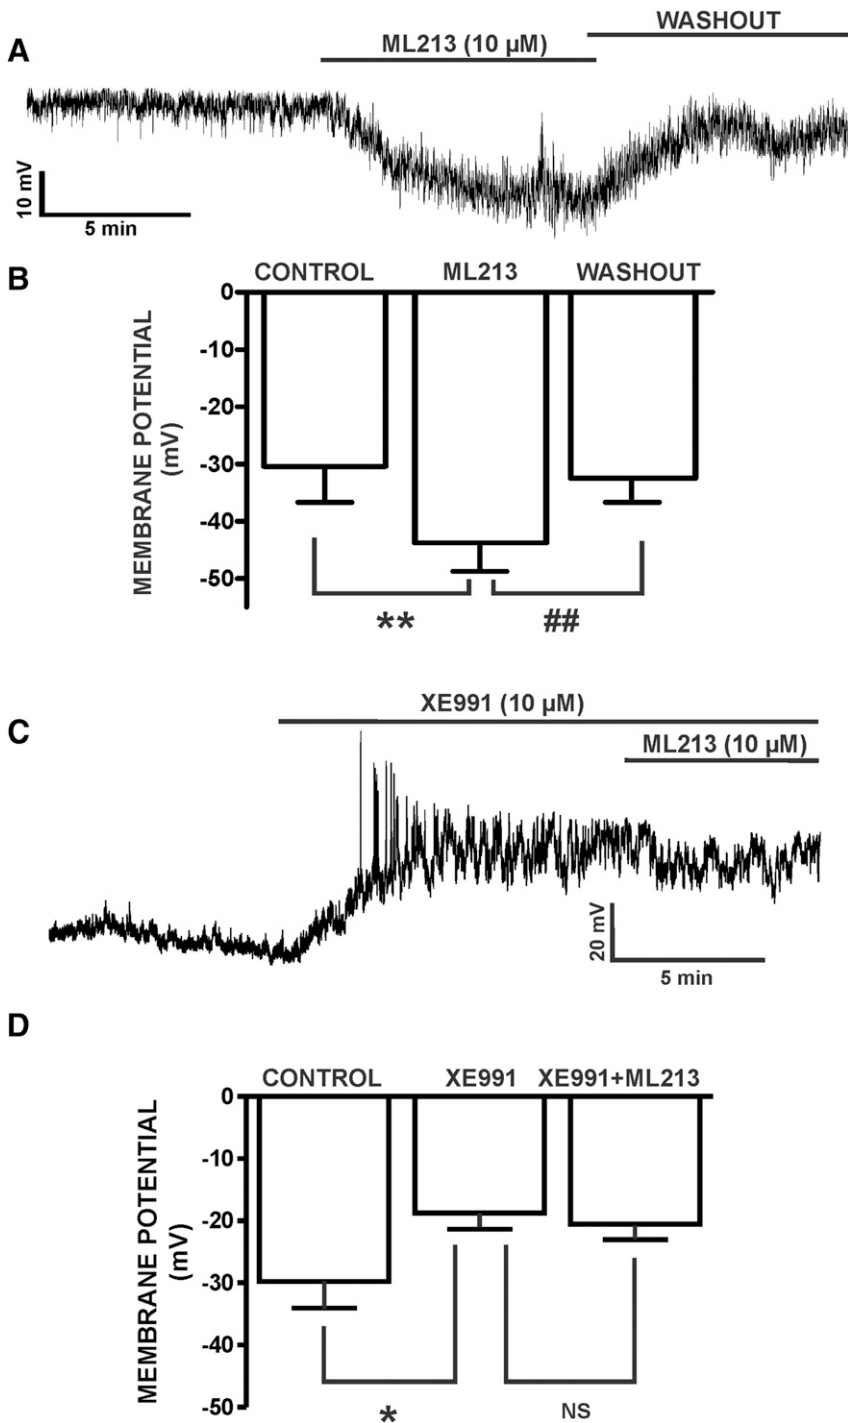 A
ML213 (10 µM)
WASHOUT
10 mV
5 min
B
CONTROL ML213 WASHOUT
MEMBRANE POTENTIAL
(mV)
0
-10
-20
-30
-40
-50
** ##
C
XE991 (10 µM)
ML213 (10 µM)
20 mV
5 min
D
CONTROL XE991 XE991+ML213
MEMBRANE POTENTIAL
(mV)
0
-10
-20
-30
-40
-50
* NS